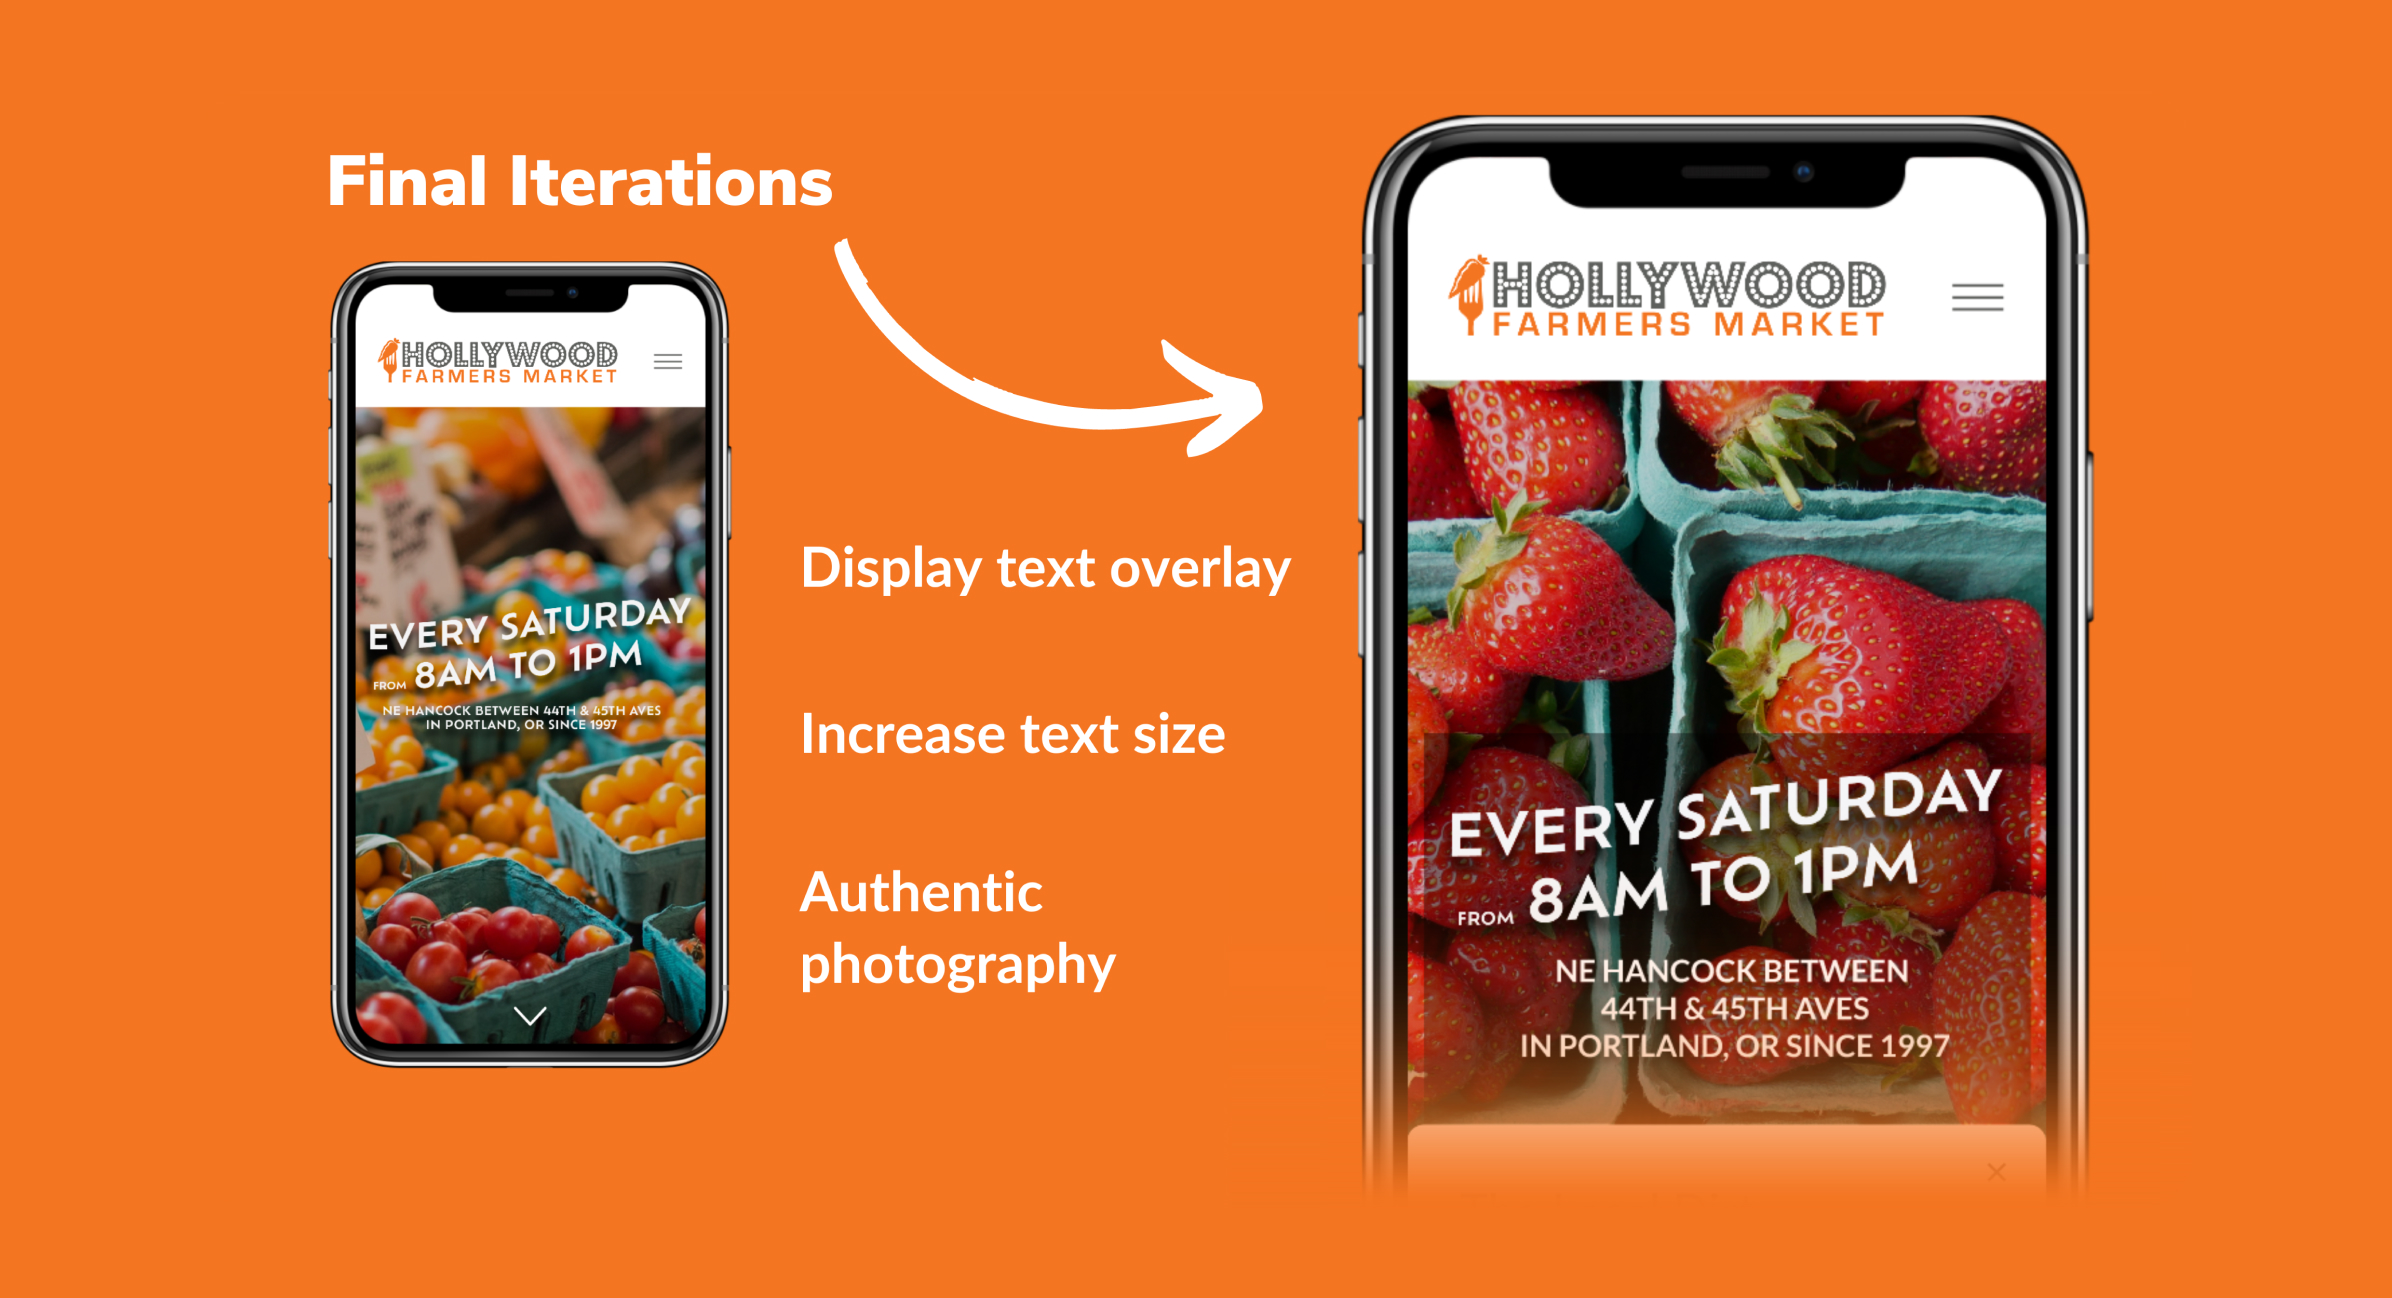 Final Iterations
HOLLYWOOD
FARMERS MARKET
EVERY SATURDAY
FROM 8AM TO 1PM
NE HANCOCK BETWEEN 44TH & 45TH AVES
IN PORTLAND, OR SINCE 1997
Display text overlay
Increase text size
Authentic
photography
HOLLYWOOD
FARMERS MARKET
EVERY SATURDAY
FROM 8AM TO 1PM
NE HANCOCK BETWEEN
44TH & 45TH AVES
IN PORTLAND, OR SINCE 1997